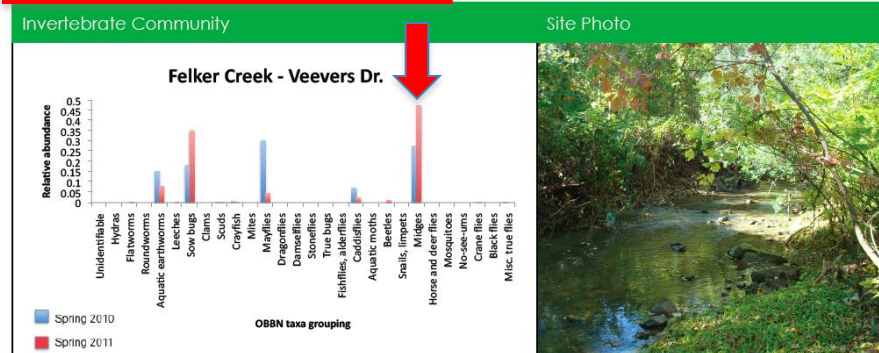 Invertebrate Community
Site Photo
Felker Creek - Veevers Dr.
Relative abundance
0.5
0.45
0.4
0.35
0.3
0.25
0.2
0.15
0.1
0.05
0
Unidentifiable
Hydras
Flatworms
Roundworms
Aquatic earthworms
Leeches
Sow bugs
Clams
Scuds
Crayfish
Mites
Mayflies
Dragonflies
Damselflies
Stoneflies
True bugs
Fishflies, alderflies
Caddisflies
Aquatic moths
Beetles
Snails, limpets
Midges
Horse and deer flies
Mosquitoes
No-see-ums
Crane flies
Black flies
Misc. true flies
OBBN taxa grouping
Spring 2010
Spring 2011